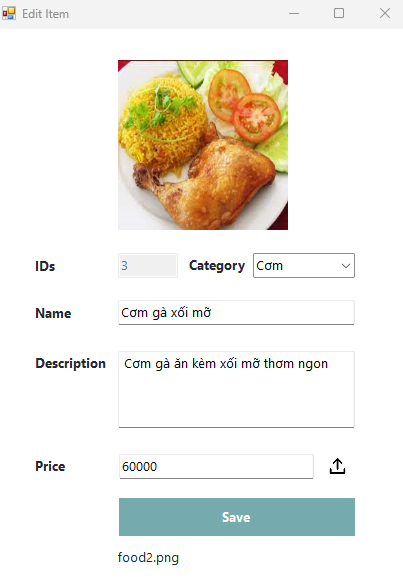 Edit Item
IDs 3 Category Cơm
Name Cơm gà xối mỡ
Description Cơm gà ăn kèm xối mỡ thơm ngon
Price 60000
Save
food2.png